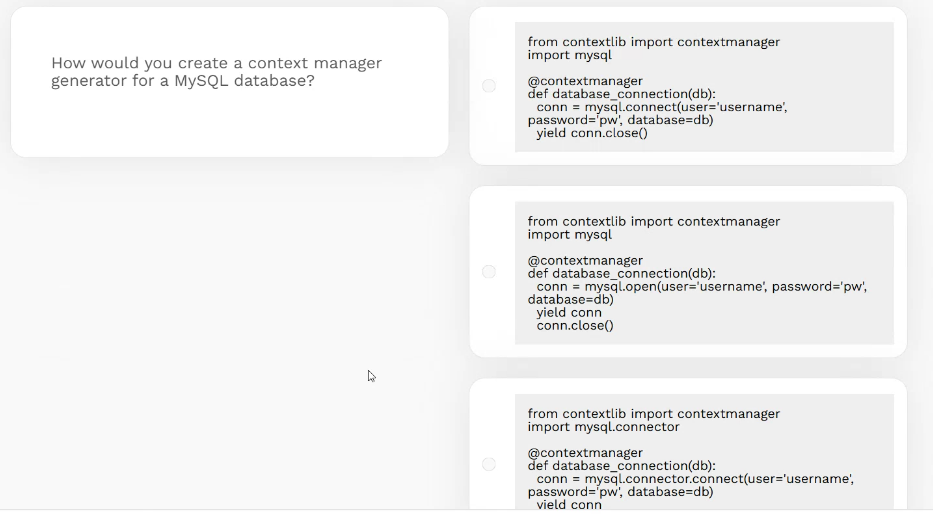 How would you create a context manager
generator for a MySQL database?
from contextlib import contextmanager
import mysql
@contextmanager
def database_connection(db):
conn = mysql.connect(user='username',
password='pw', database=db)
yield conn.close()
from contextlib import contextmanager
import mysql
@contextmanager
def database_connection(db):
conn = mysql.open(user='username', password='pw',
database=db)
yield conn
conn.close()
from contextlib import contextmanager
import mysql.connector
@contextmanager
def database_connection(db):
conn = mysql.connector.connect(user='username',
password='pw', database=db)
yield conn